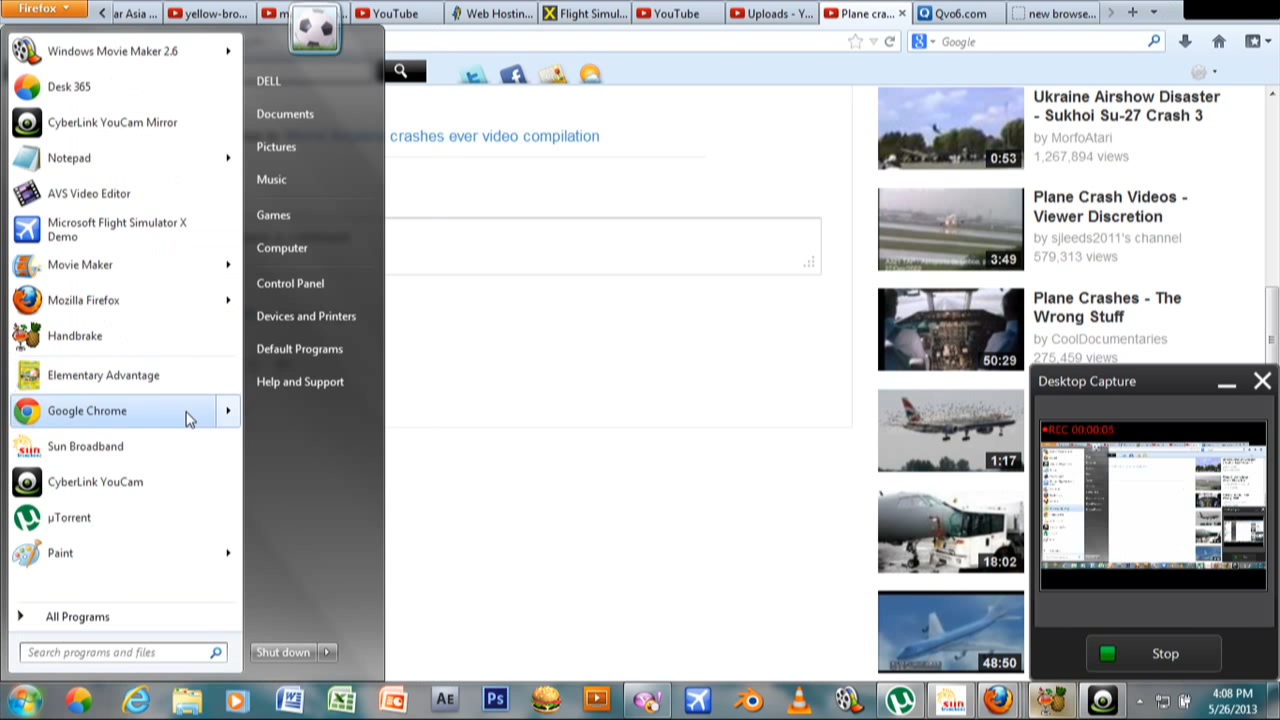 Firefox
ar Asia ...
yellow-bro...
YouTube
Web Hostin...
Flight Simul...
YouTube
Uploads - Y...
Plane cra...
Qvo6.com
new browse...
Google
Windows Movie Maker 2.6
Desk 365
CyberLink YouCam Mirror
Notepad
AVS Video Editor
Microsoft Flight Simulator X
Demo
Movie Maker
Mozilla Firefox
Handbrake
Elementary Advantage
Google Chrome
Sun Broadband
CyberLink YouCam
µTorrent
Paint
All Programs
Search programs and files
DELL
Documents
Pictures
Music
Games
Computer
Control Panel
Devices and Printers
Default Programs
Help and Support
Shut down
crashes ever video compilation
0:53
Ukraine Airshow Disaster
- Sukhoi Su-27 Crash 3
by MorfoAtari
1,267,894 views
3:49
Plane Crash Videos -
Viewer Discretion
by sjleeds2011's channel
579,313 views
50:29
Plane Crashes - The
Wrong Stuff
by CoolDocumentaries
275,459 views
1:17
18:02
48:50
Desktop Capture
REC 00:00:05
Stop
Ae
Ps
sun
4:08 PM
5/26/2013